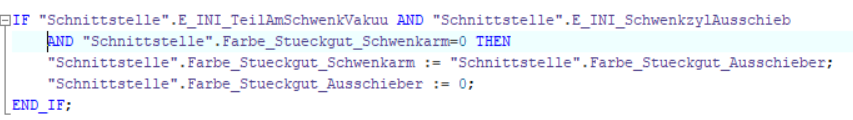 IF "Schnittstelle".E_INI_TeilAmSchwenkVakuu AND "Schnittstelle".E_INI_SchwenkzylAusschieb
AND "Schnittstelle".Farbe_Stueckgut_Schwenkarm=0 THEN
"Schnittstelle".Farbe_Stueckgut_Schwenkarm := "Schnittstelle".Farbe_Stueckgut_Ausschieber;
"Schnittstelle".Farbe_Stueckgut_Ausschieber := 0;
END_IF;